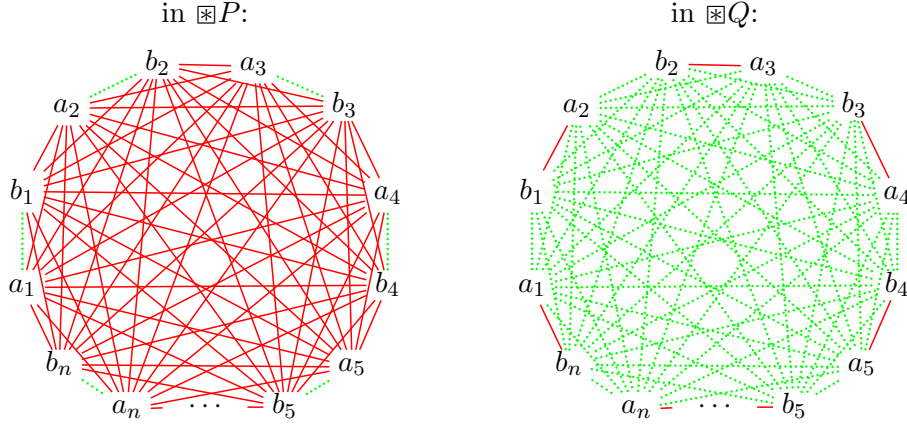 in ⧆P: in ⧆Q:
b₂ a₃ b₂ a₃
a₂ b₃ a₂ b₃
b₁ a₄ b₁ a₄
a₁ b₄ a₁ b₄
bₙ a₅ bₙ a₅
aₙ ⋯ b₅ aₙ ⋯ b₅